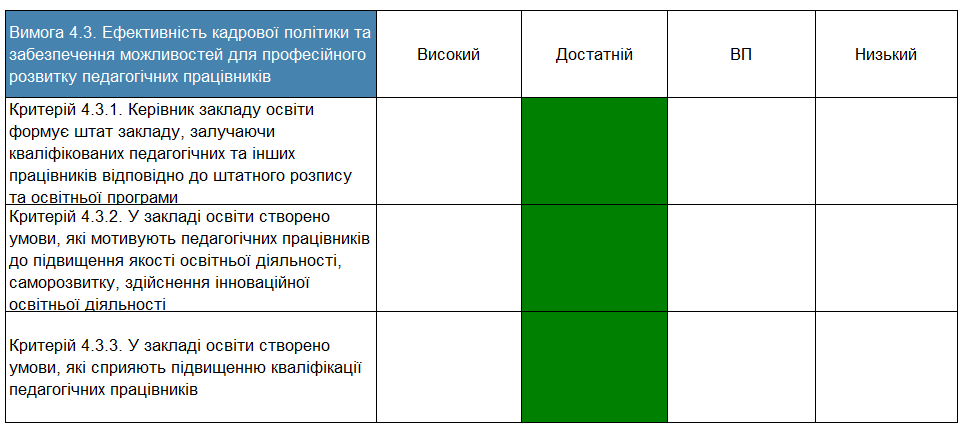 Вимога 4.3. Ефективність кадрової політики та
забезпечення можливостей для професійного
розвитку педагогічних працівників
Високий
Достатній
ВП
Низький
Критерій 4.3.1. Керівник закладу освіти
формує штат закладу, залучаючи
кваліфікованих педагогічних та інших
працівників відповідно до штатного розпису
та освітньої програми
Критерій 4.3.2. У закладі освіти створено
умови, які мотивують педагогічних працівників
до підвищення якості освітньої діяльності,
саморозвитку, здійснення інноваційної
освітньої діяльності
Критерій 4.3.3. У закладі освіти створено
умови, які сприяють підвищенню кваліфікації
педагогічних працівників